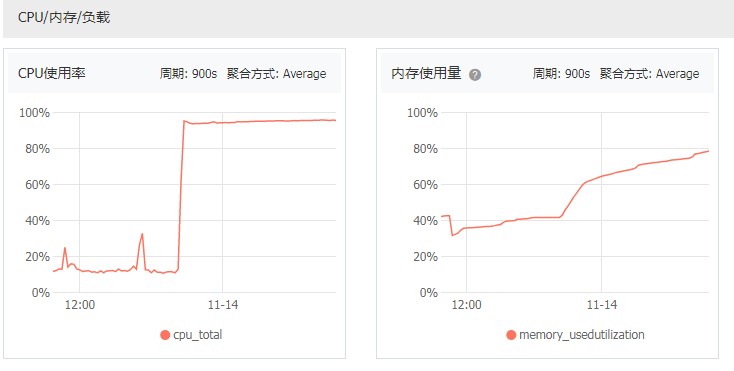 CPU/内存/负载
CPU使用率 周期: 900s 聚合方式: Average
100%
80%
60%
40%
20%
0%
12:00 11-14
cpu_total
内存使用量 ? 周期: 900s 聚合方式: Average
100%
80%
60%
40%
20%
0%
12:00 11-14
memory_usedutilization